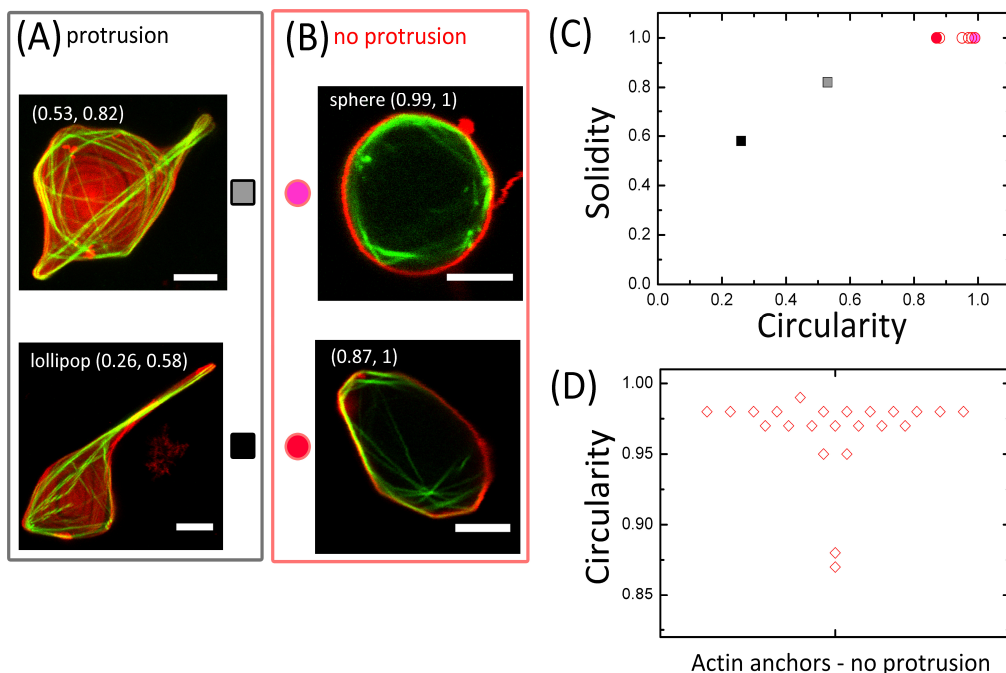 (A) protrusion
(0.53, 0.82)
lollipop (0.26, 0.58)
(B) no protrusion
sphere (0.99, 1)
(0.87, 1)
(C)
Solidity
1.0
0.8
0.6
0.4
0.2
0.0
0.0 0.2 0.4 0.6 0.8 1.0
Circularity
(D)
Circularity
1.00
0.95
0.90
0.85
Actin anchors - no protrusion